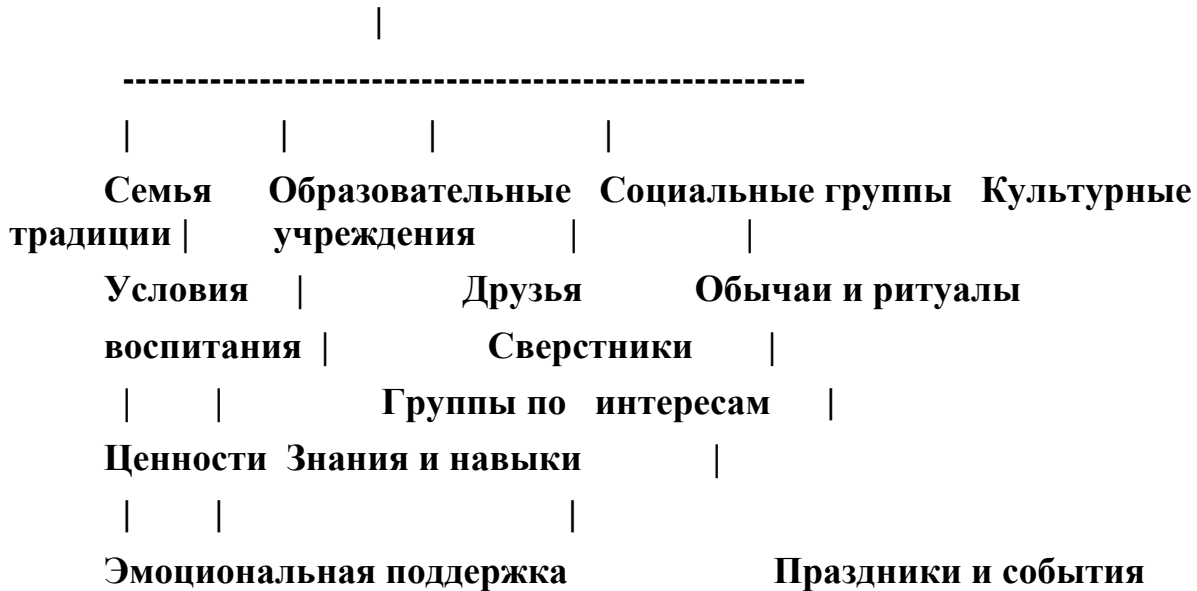 |
-------------------------------------------------------
| | | |
Семья Образовательные Социальные группы Культурные
традиции | учреждения | |
Условия | Друзья Обычаи и ритуалы
воспитания | Сверстники |
| | Группы по интересам |
Ценности Знания и навыки |
| | |
Эмоциональная поддержка Праздники и события